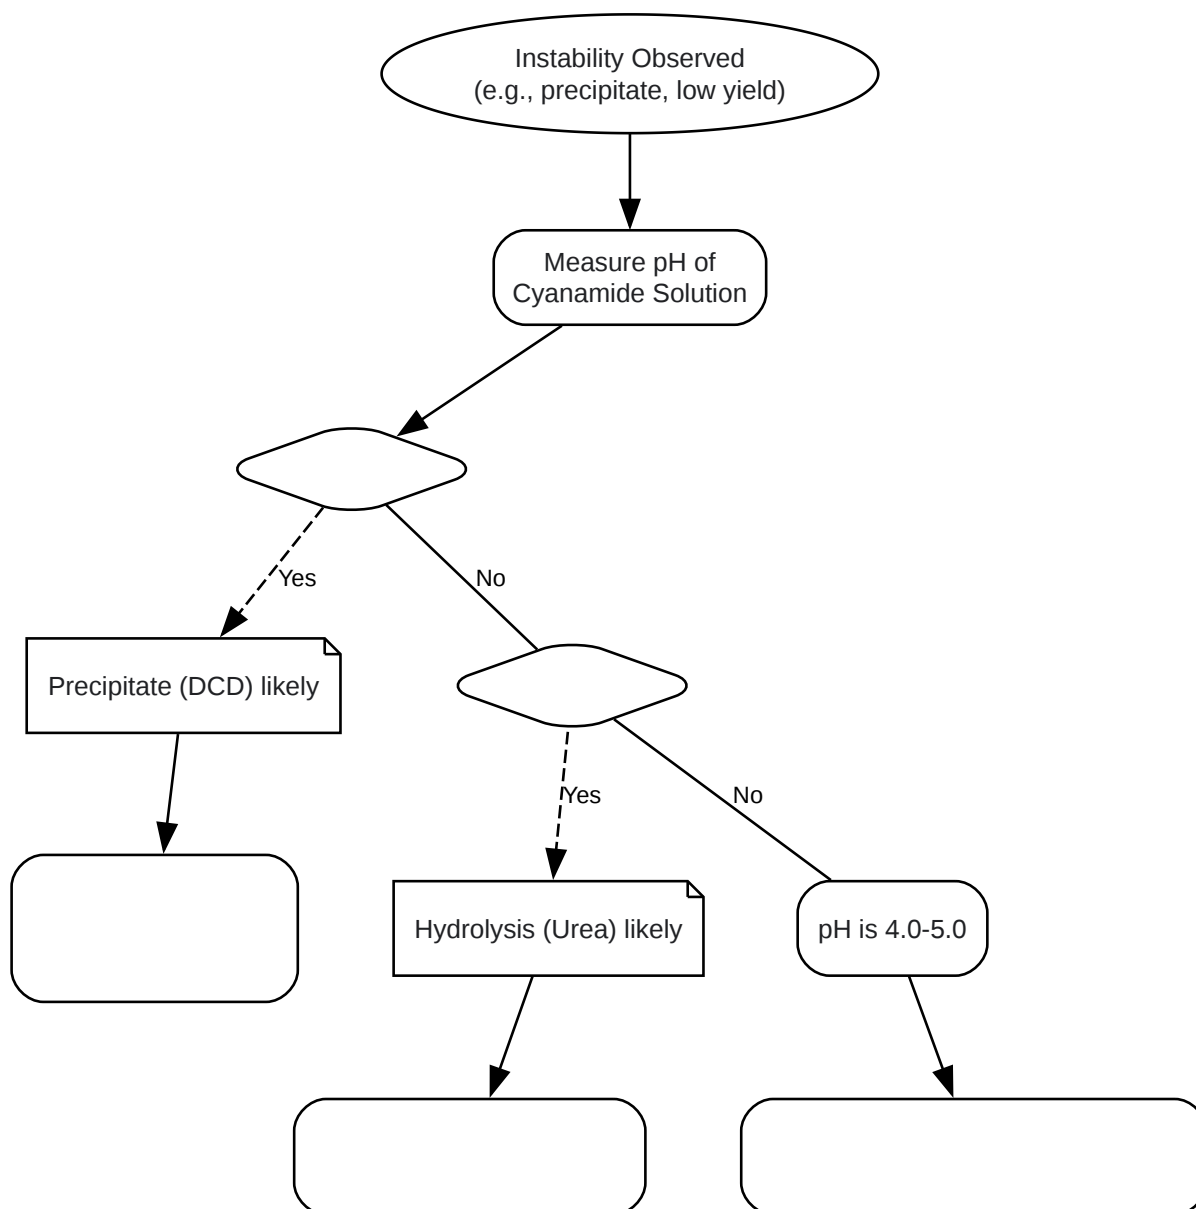 Instability Observed
(e.g., precipitate, low yield)
Measure pH of
Cyanamide Solution
Yes
No
Precipitate (DCD) likely
Yes
No
Hydrolysis (Urea) likely
pH is 4.0-5.0